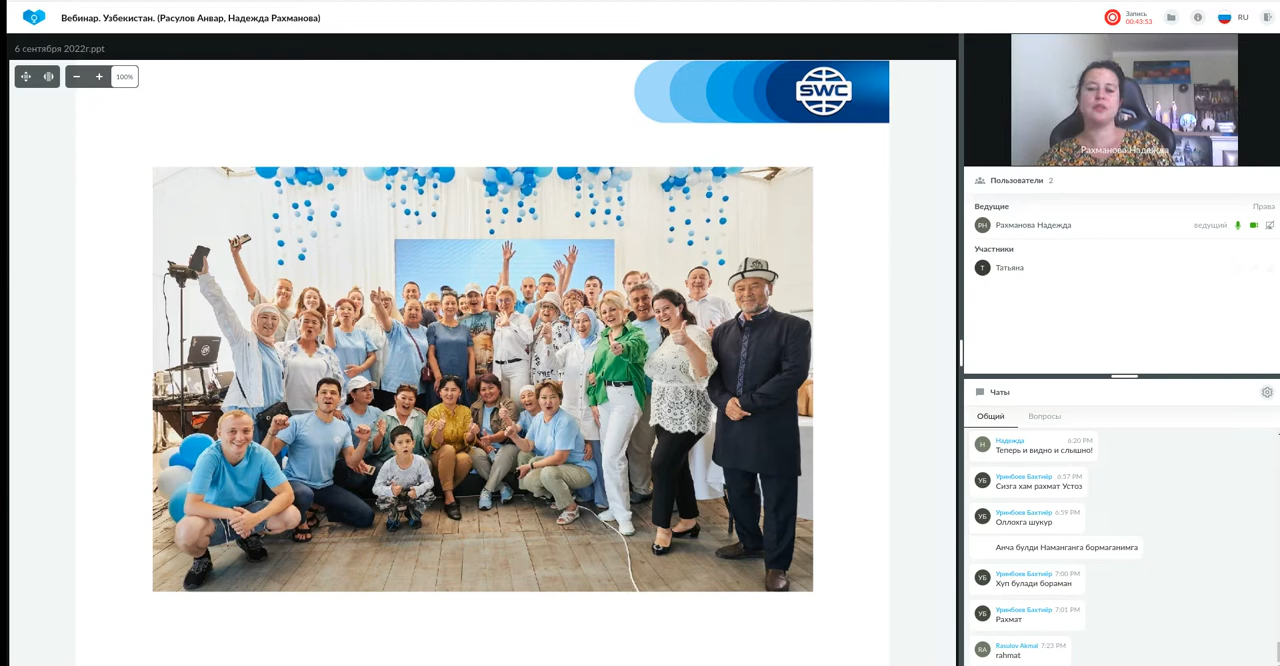 Вебинар. Узбекистан. (Расулов Анвар, Надежда Рахманова)
Запись
00:43:53
RU
6 сентября 2022г.ppt
100%
SWC
Рахманова Надежда
Пользователи 2
Ведущие Права
РН Рахманова Надежда ведущий
Участники
Т Татьяна
Чаты
Общий Вопросы
Н Надежда 6:20 PM
Теперь и видно и слышно!
УБ Уринбоев Бахтиёр 6:57 PM
Сизга хам рахмат Устоз
УБ Уринбоев Бахтиёр 6:59 PM
Оллохга шукур
Анча булди Наманганга бормаганимга
УБ Уринбоев Бахтиёр 7:00 PM
Хуп булади бораман
УБ Уринбоев Бахтиёр 7:01 PM
Рахмат
RA Rasulov Akmal 7:23 PM
rahmat